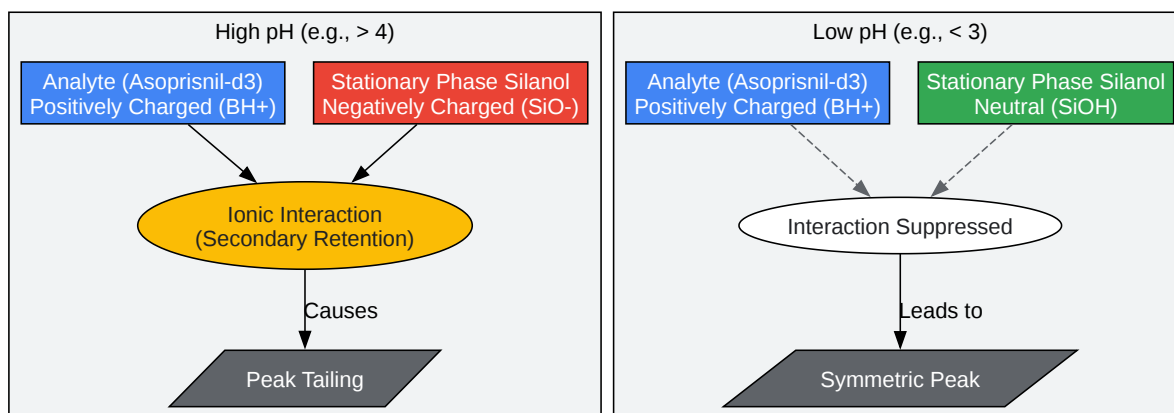 High pH (e.g., > 4)
Analyte (Asoprisnil-d3)
Positively Charged (BH+)
Stationary Phase Silanol
Negatively Charged (SiO-)
Ionic Interaction
(Secondary Retention)
Causes
Peak Tailing
Low pH (e.g., < 3)
Analyte (Asoprisnil-d3)
Positively Charged (BH+)
Stationary Phase Silanol
Neutral (SiOH)
Interaction Suppressed
Leads to
Symmetric Peak